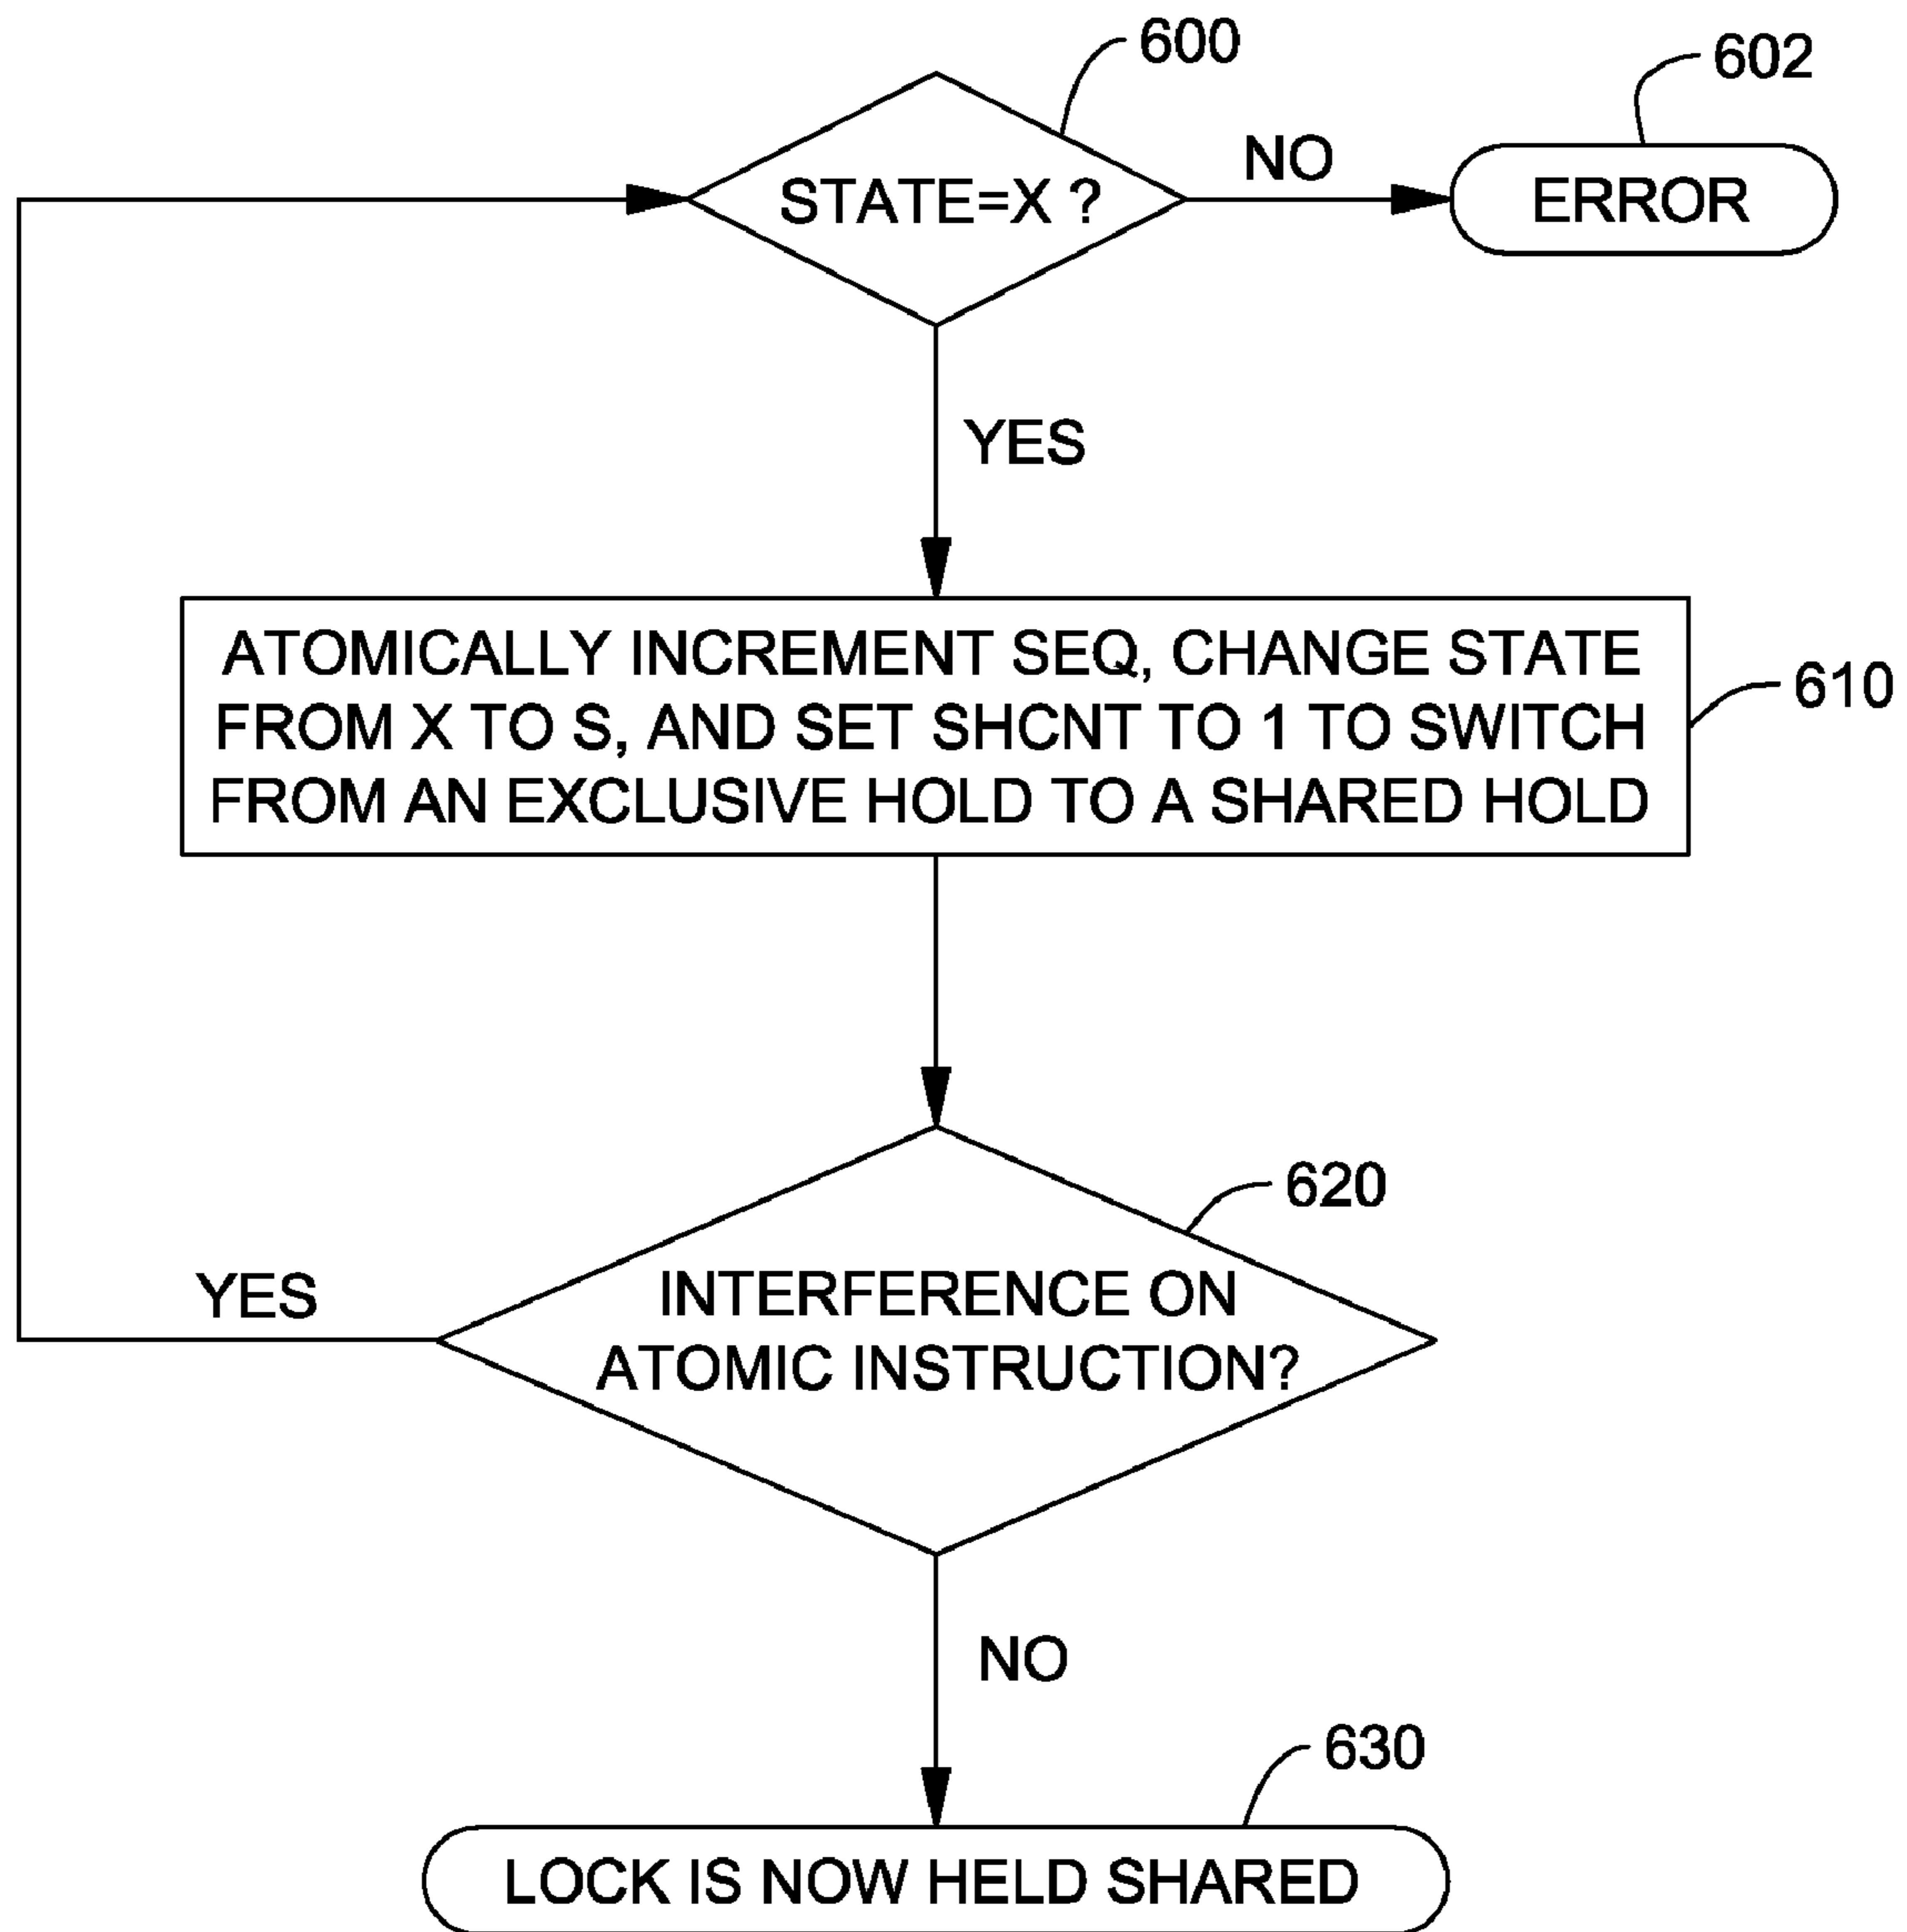 600
602
STATE=X ?
NO
ERROR
YES
ATOMICALLY INCREMENT SEQ, CHANGE STATE
FROM X TO S, AND SET SHCNT TO 1 TO SWITCH
FROM AN EXCLUSIVE HOLD TO A SHARED HOLD
610
620
YES
INTERFERENCE ON
ATOMIC INSTRUCTION?
NO
630
LOCK IS NOW HELD SHARED